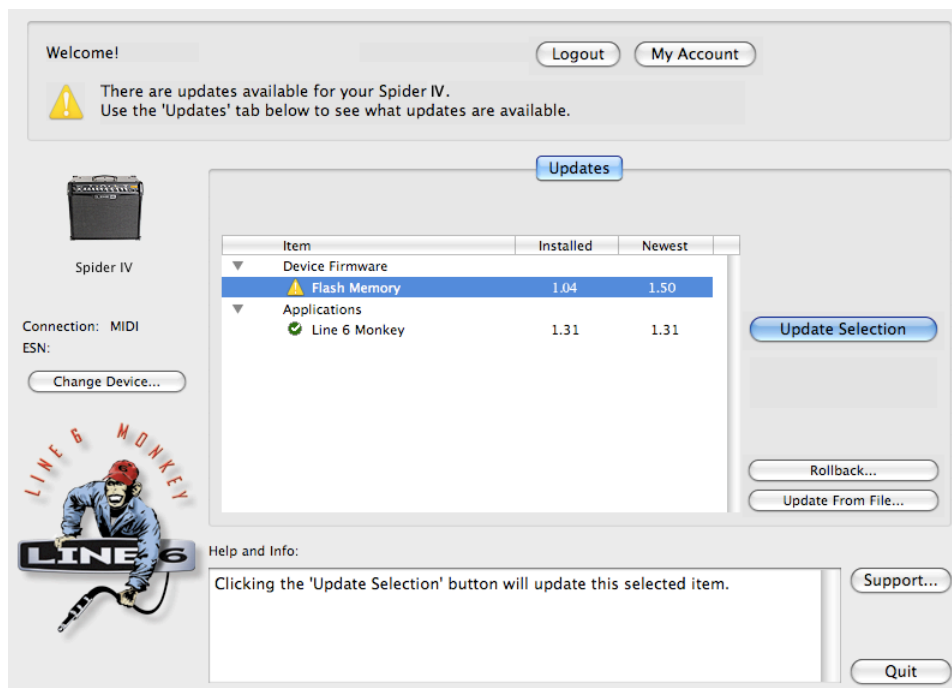 Welcome!
Logout
My Account
There are updates available for your Spider IV.
Use the 'Updates' tab below to see what updates are available.
Updates
Spider IV
Item Installed Newest
Device Firmware
Flash Memory 1.04 1.50
Applications
Line 6 Monkey 1.31 1.31
Connection: MIDI
ESN:
Change Device...
Update Selection
Rollback...
Update From File...
LINE 6 MONKEY
LINE 6
Help and Info:
Clicking the 'Update Selection' button will update this selected item.
Support...
Quit